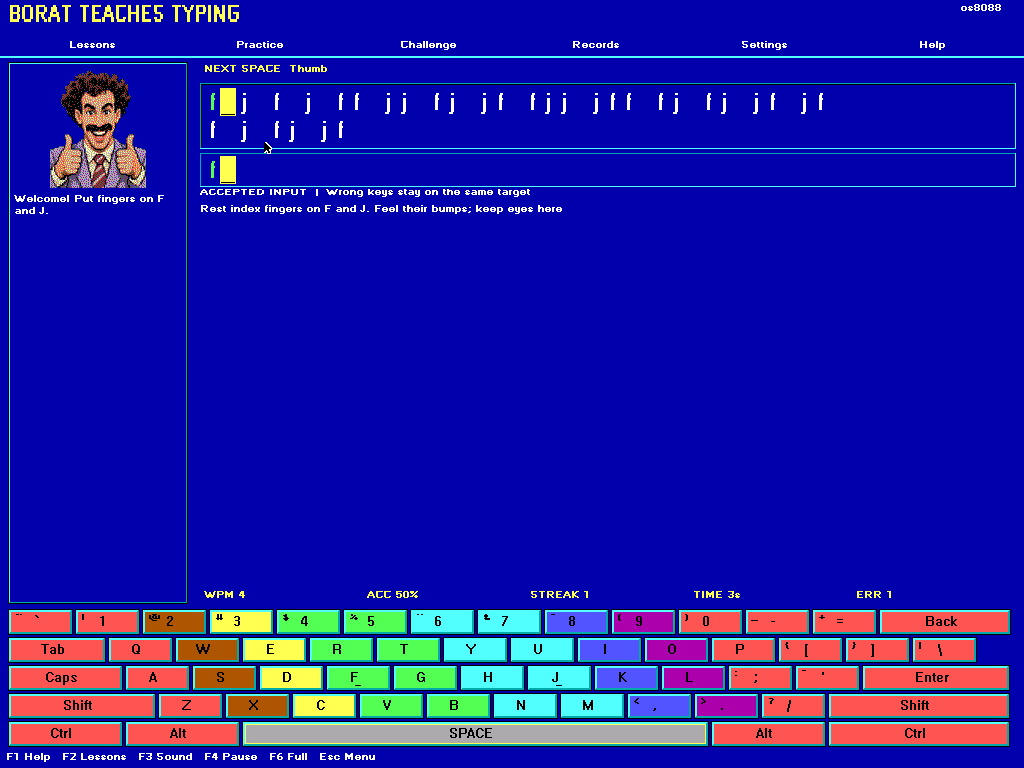 BORAT TEACHES TYPING
os8088
Lessons Practice Challenge Records Settings Help
NEXT SPACE Thumb
f j f j ff jj fj jf fjj jff fj fj jf jf
f j fj jf
f
ACCEPTED INPUT | Wrong keys stay on the same target
Rest index fingers on F and J. Feel their bumps; keep eyes here
Welcome! Put fingers on F
and J.
WPM 4 ACC 50% STREAK 1 TIME 3s ERR 1
! 1 @ 2 # 3 $ 4 % 5 6 & 7 8 ( 9 ) 0 _ - + = Back
Tab Q W E R T Y U I O P { [ } ] | \
Caps A S D F G H J K L : ; ' Enter
Shift Z X C V B N M < , > . ? / Shift
Ctrl Alt SPACE Alt Ctrl
F1 Help F2 Lessons F3 Sound F4 Pause F6 Full Esc Menu